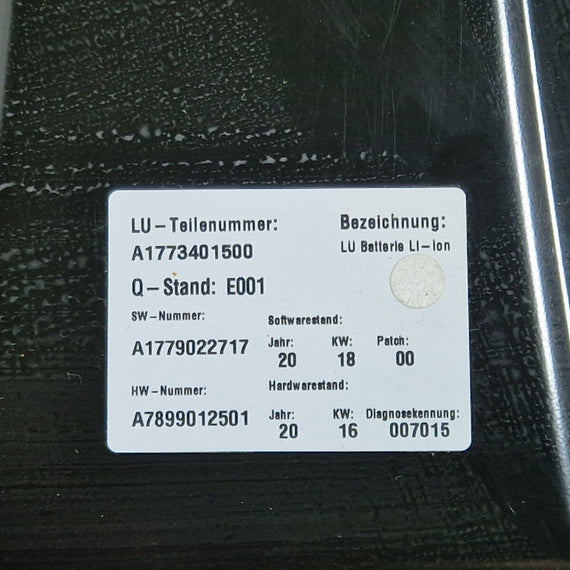 LU-Teilenummer: Bezeichnung:
A1773401500 LU Batterie Li-Ion
Q-Stand: E001
SW-Nummer: Softwarestand:
A1779022717 Jahr: KW: Patch:
20 18 00
HW-Nummer: Hardwarestand:
A7899012501 Jahr: KW: Diagnosekennung:
20 16 007015